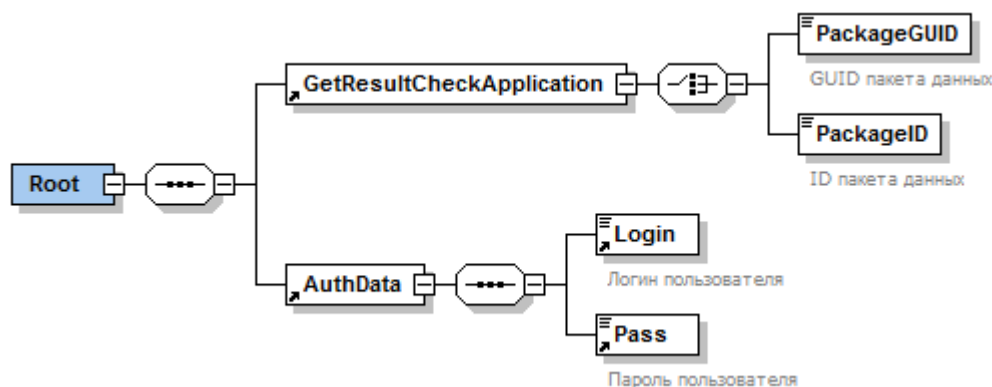 PackageGUID
GUID пакета данных
GetResultCheckApplication
PackageID
ID пакета данных
Root
Login
Логин пользователя
AuthData
Pass
Пароль пользователя